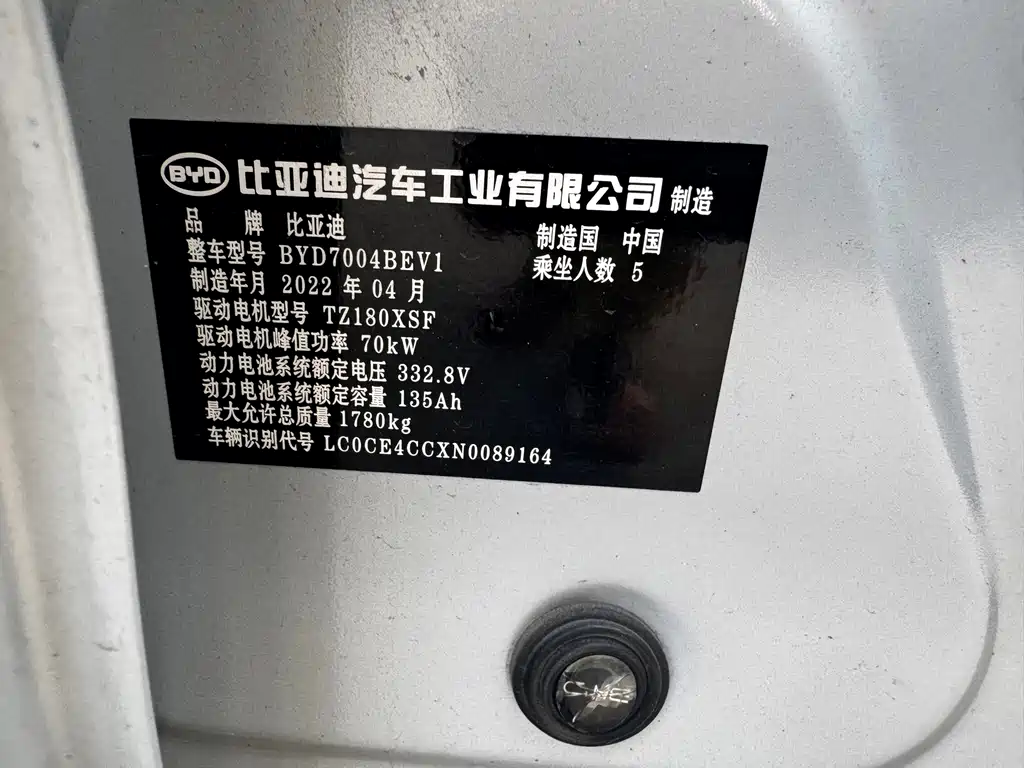 BYD 比亚迪汽车工业有限公司 制造
品 牌 比亚迪
制造国 中国
整车型号 BYD7004BEV1
乘坐人数 5
制造年月 2022 年 04 月
驱动电机型号 TZ180XSF
驱动电机峰值功率 70kW
动力电池系统额定电压 332.8V
动力电池系统额定容量 135Ah
最大允许总质量 1780kg
车辆识别代号 LC0CE4CCXN0089164